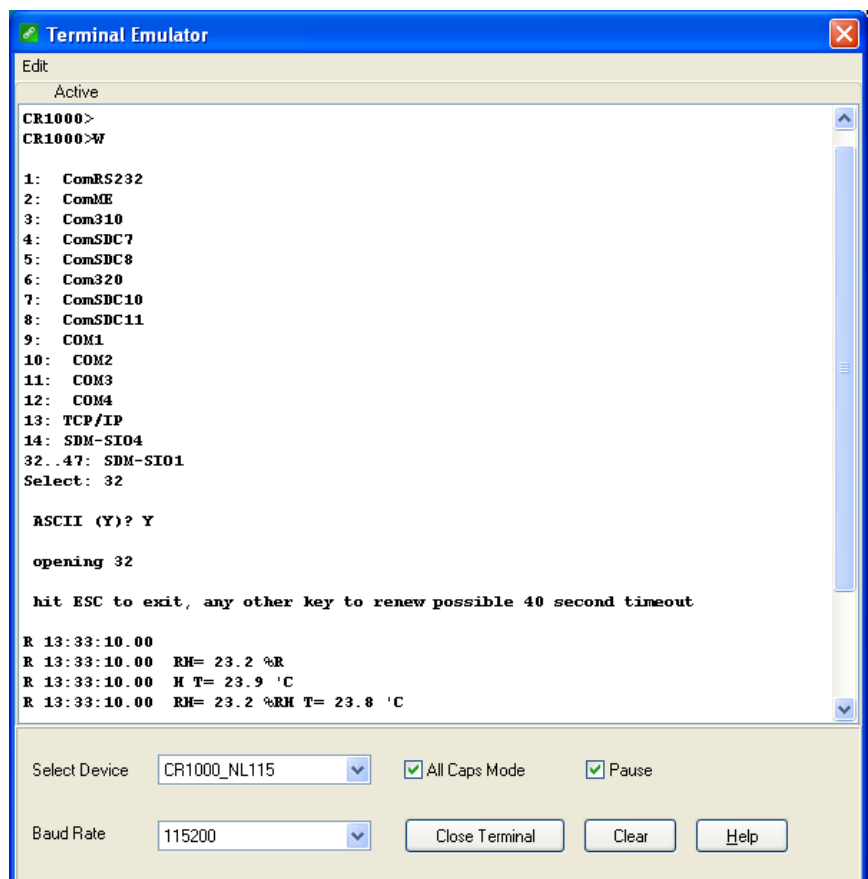 Terminal Emulator
Edit
Active
CR1000>
CR1000>W
1: ComRS232
2: ComME
3: Com310
4: ComSDC7
5: ComSDC8
6: Com320
7: ComSDC10
8: ComSDC11
9: COM1
10: COM2
11: COM3
12: COM4
13: TCP/IP
14: SDM-SIO4
32..47: SDM-SIO1
Select: 32
ASCII (Y)? Y
opening 32
hit ESC to exit, any other key to renew possible 40 second timeout
R 13:33:10.00
R 13:33:10.00 RH= 23.2 %R
R 13:33:10.00 H T= 23.9 'C
R 13:33:10.00 RH= 23.2 %RH T= 23.8 'C
Select Device CR1000_NL115 All Caps Mode Pause
Baud Rate 115200 Close Terminal Clear Help